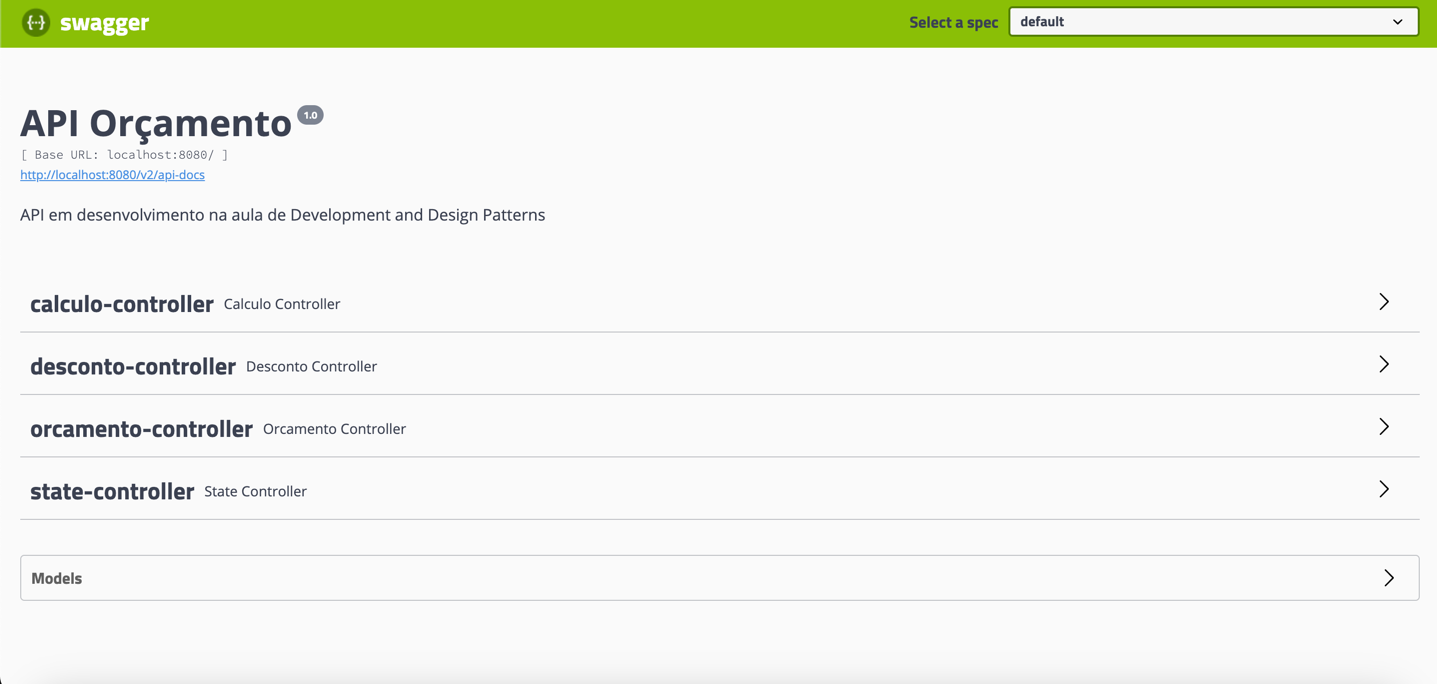 swagger
Select a spec default
API Orçamento 1.0
[ Base URL: localhost:8080/ ]
http://localhost:8080/v2/api-docs
API em desenvolvimento na aula de Development and Design Patterns
calculo-controller Calculo Controller
desconto-controller Desconto Controller
orcamento-controller Orcamento Controller
state-controller State Controller
Models